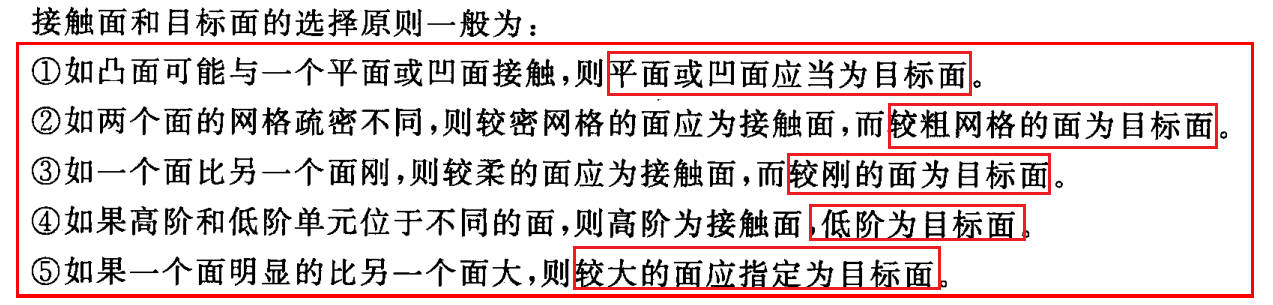 接触面和目标面的选择原则一般为：
①如凸面可能与一个平面或凹面接触,则平面或凹面应当为目标面。
②如两个面的网格疏密不同,则较密网格的面应为接触面,而较粗网格的面为目标面。
③如一个面比另一个面刚,则较柔的面应为接触面,而较刚的面为目标面。
④如果高阶和低阶单元位于不同的面,则高阶为接触面,低阶为目标面。
⑤如果一个面明显的比另一个面大,则较大的面应指定为目标面。